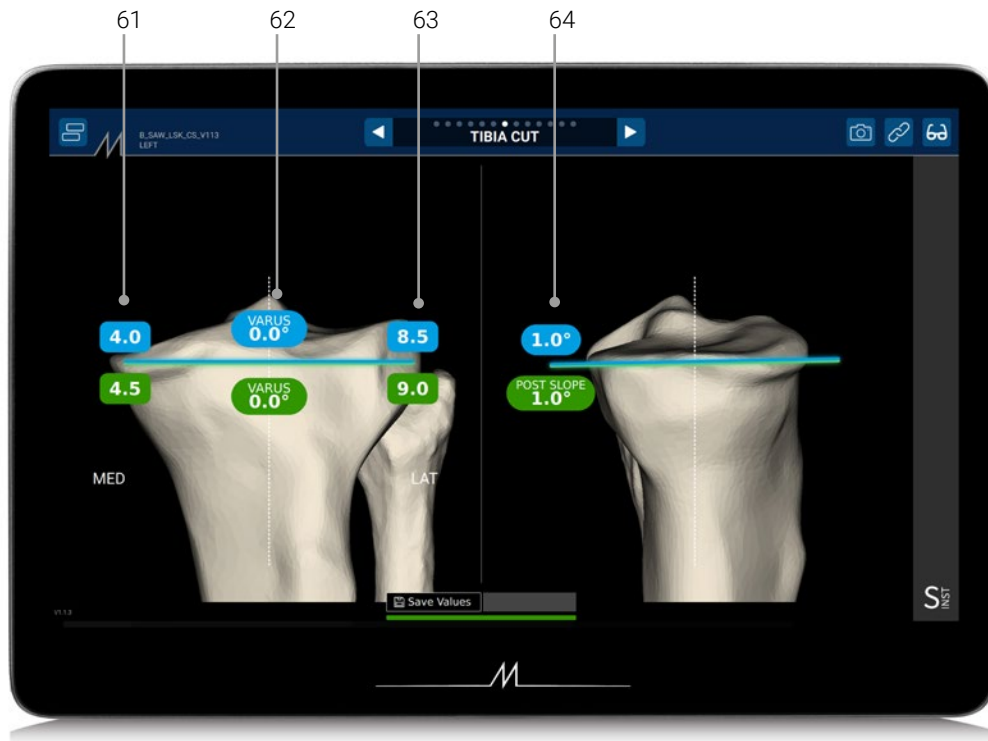 61 62 63 64
B_SAW_LSK_CS_V113
LEFT
TIBIA CUT
VARUS
4.0 0.0° 8.5 1.0°
VARUS POST SLOPE
4.5 0.0° 9.0 1.0°
MED LAT
Save Values
V1.1.3
S INST